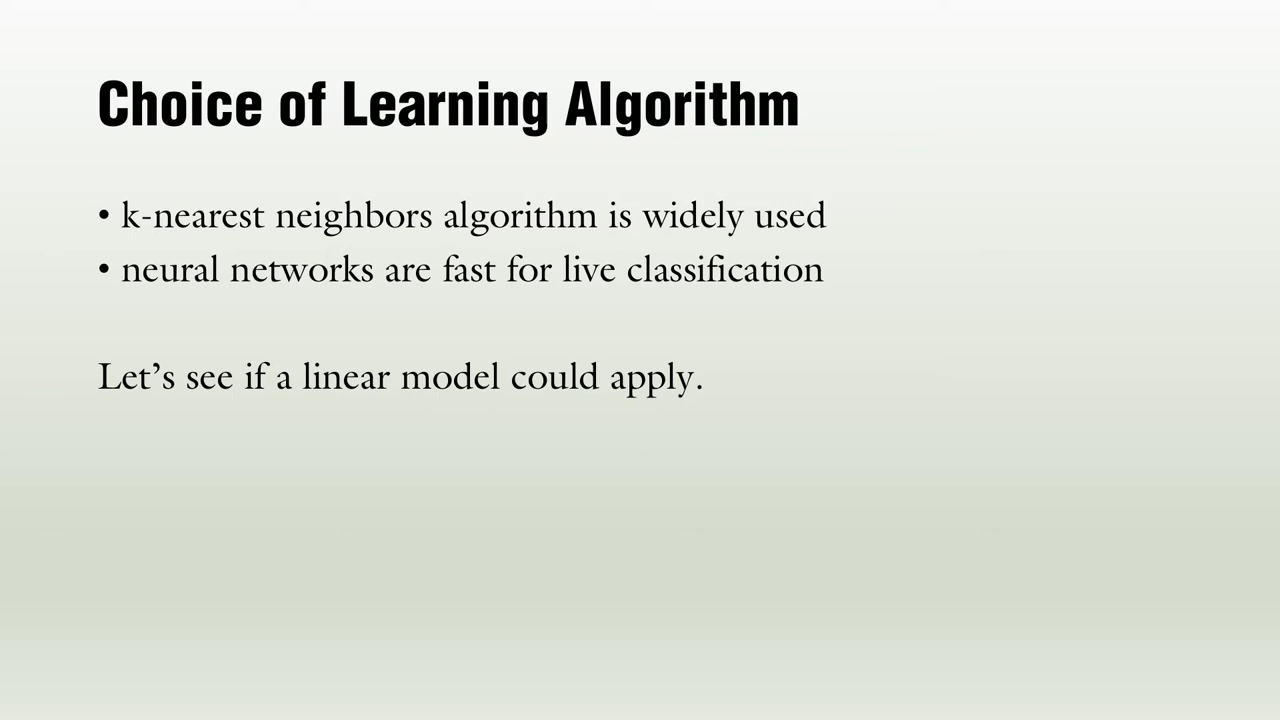 Choice of Learning Algorithm
• k-nearest neighbors algorithm is widely used
• neural networks are fast for live classification
Let’s see if a linear model could apply.